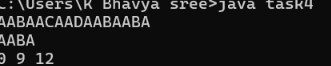 C:\Users\K Bhavya sree>java task4
AABAACAADAABAABA
AABA
0 9 12